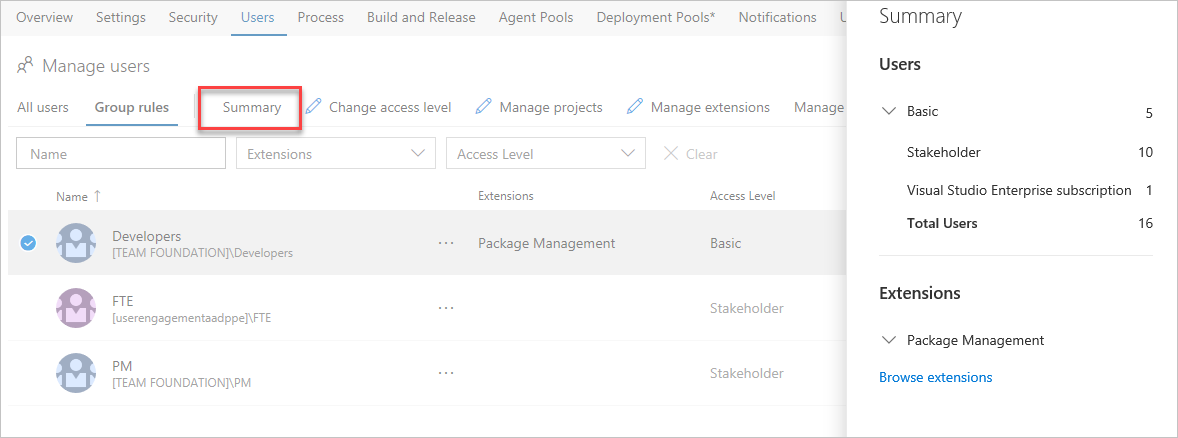 Overview Settings Security Users Process Build and Release Agent Pools Deployment Pools* Notifications
Manage users
All users Group rules Summary Change access level Manage projects Manage extensions Manage
Name Extensions Access Level Clear
Name ↑ Extensions Access Level
Developers ... Package Management Basic
[TEAM FOUNDATION]\Developers
FTE ... Stakeholder
[userengagementaadppe]\FTE
PM ... Stakeholder
[TEAM FOUNDATION]\PM
Summary
Users
Basic 5
Stakeholder 10
Visual Studio Enterprise subscription 1
Total Users 16
Extensions
Package Management
Browse extensions